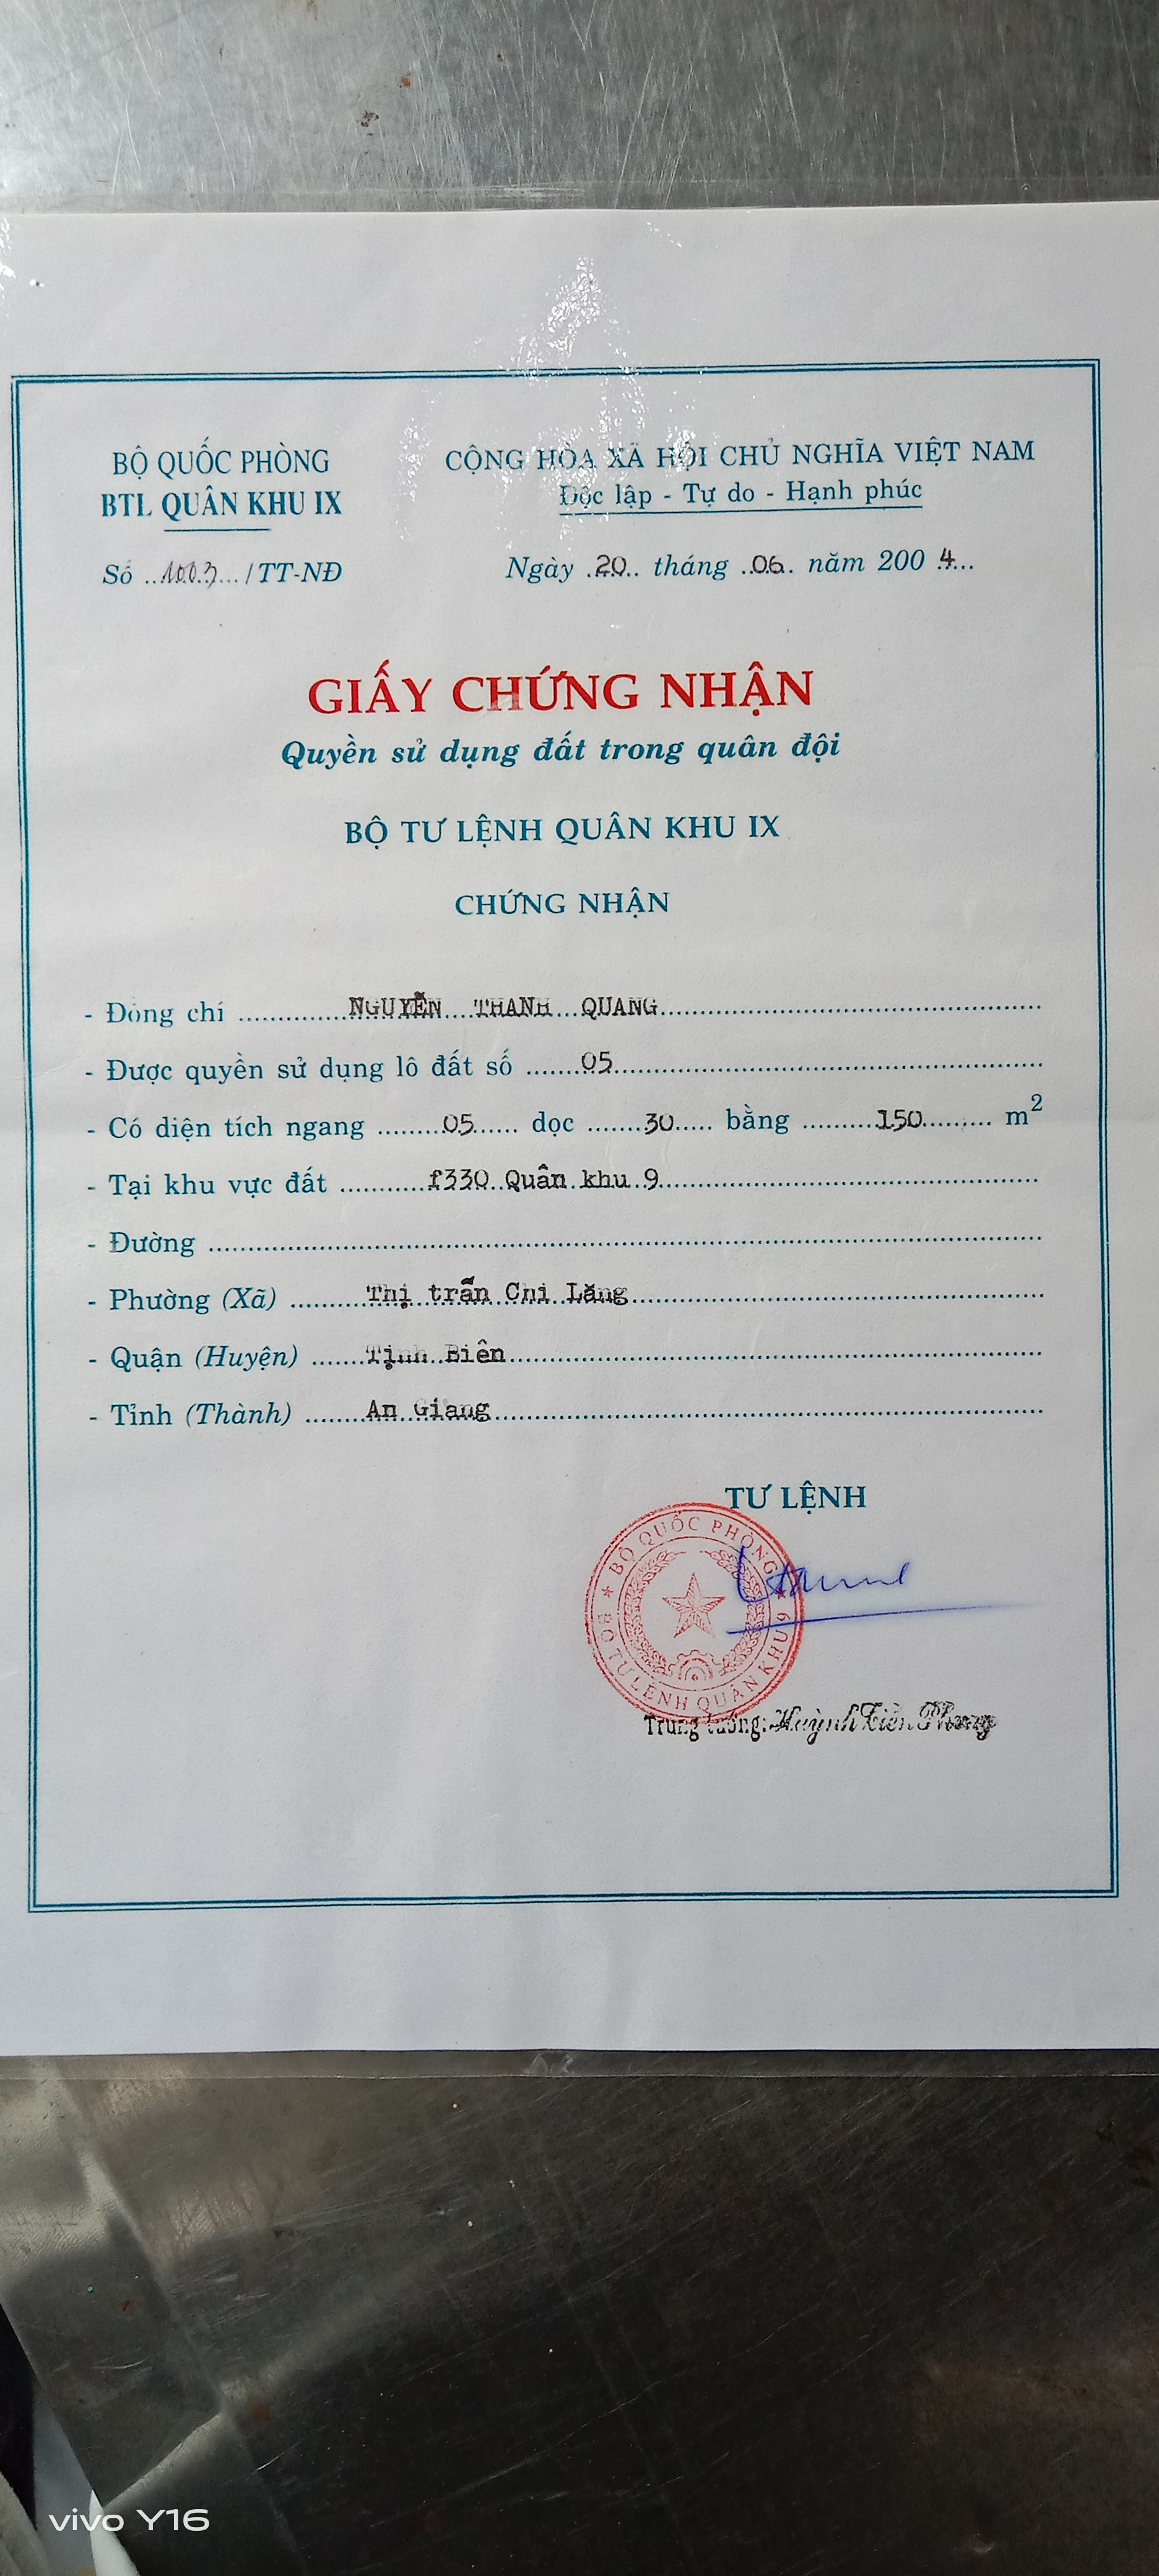 BỘ QUỐC PHÒNG
BTL QUÂN KHU IX
CỘNG HÒA XÃ HỘI CHỦ NGHĨA VIỆT NAM
Độc lập - Tự do - Hạnh phúc
Số ..1003.../TT-NĐ
Ngày .20.. tháng ..06. năm 200 4...
GIẤY CHỨNG NHẬN
Quyền sử dụng đất trong quân đội
BỘ TƯ LỆNH QUÂN KHU IX
CHỨNG NHẬN
- Đồng chí ..............NGUYỄN....THANH...QUANG..............
- Được quyền sử dụng lô đất số .......05..............
- Có diện tích ngang ........05...... dọc .......30..... bằng ..........150.......... m2
- Tại khu vực đất ...........f330 Quân khu 9..............
- Đường ..............
- Phường (Xã) ..........Thị trấn Chi Lăng..............
- Quận (Huyện) .......Tịnh Biên..............
- Tỉnh (Thành) ........An Giang..............
TƯ LỆNH
BỘ QUỐC PHÒNG
BỘ TƯ LỆNH QUÂN KHU 9
Trung tướng: Huỳnh Tiền Phong
vivo Y16